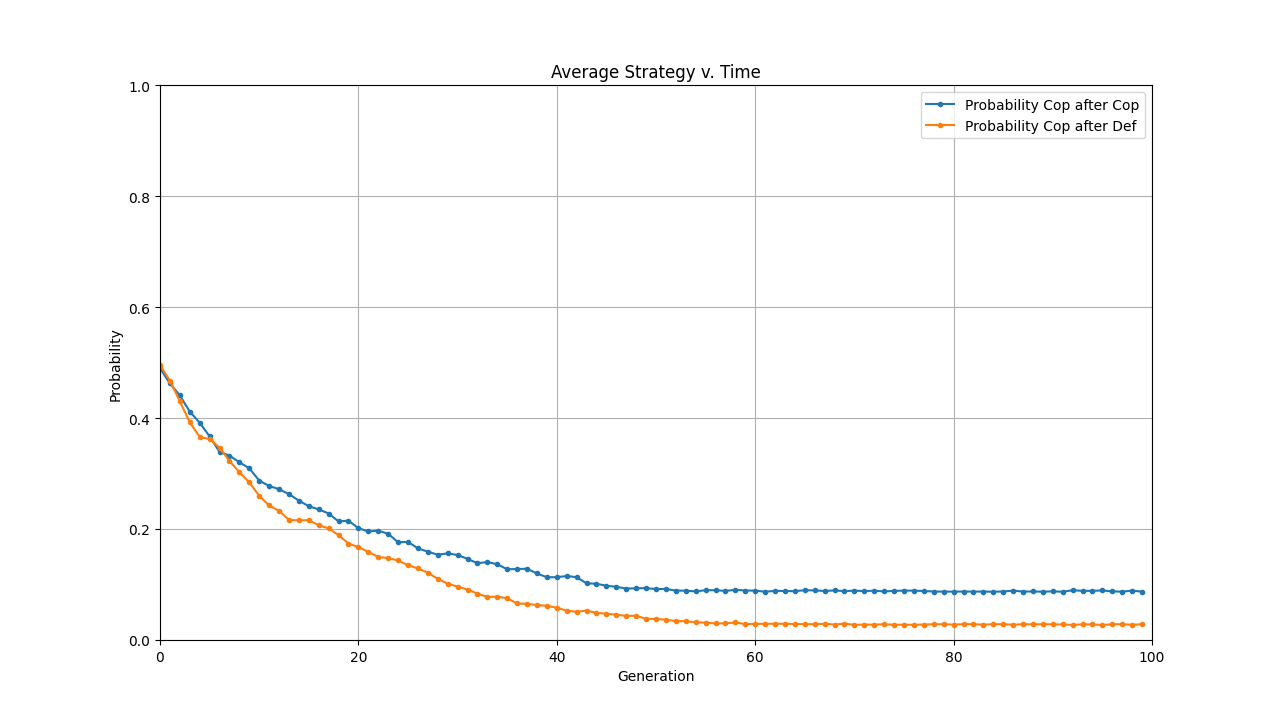 Average Strategy v. Time
Probability Cop after Cop
Probability Cop after Def
1.0
0.8
0.6
0.4
0.2
0.0
Probability
0 20 40 60 80 100
Generation